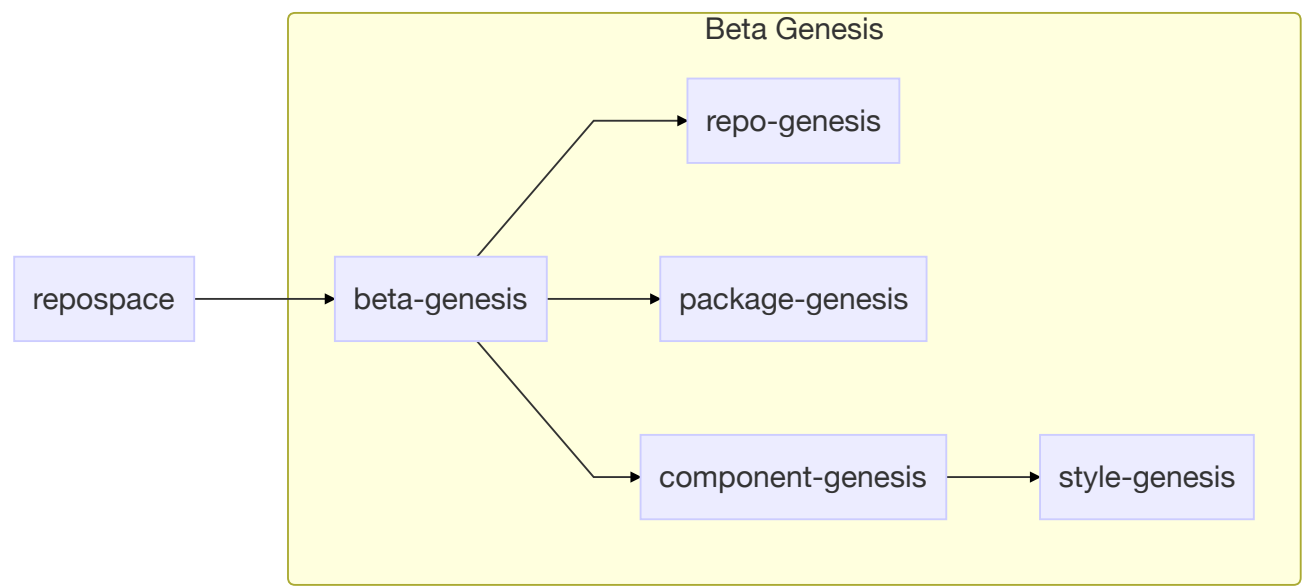 Beta Genesis
repo-genesis
repospace
beta-genesis
package-genesis
component-genesis
style-genesis